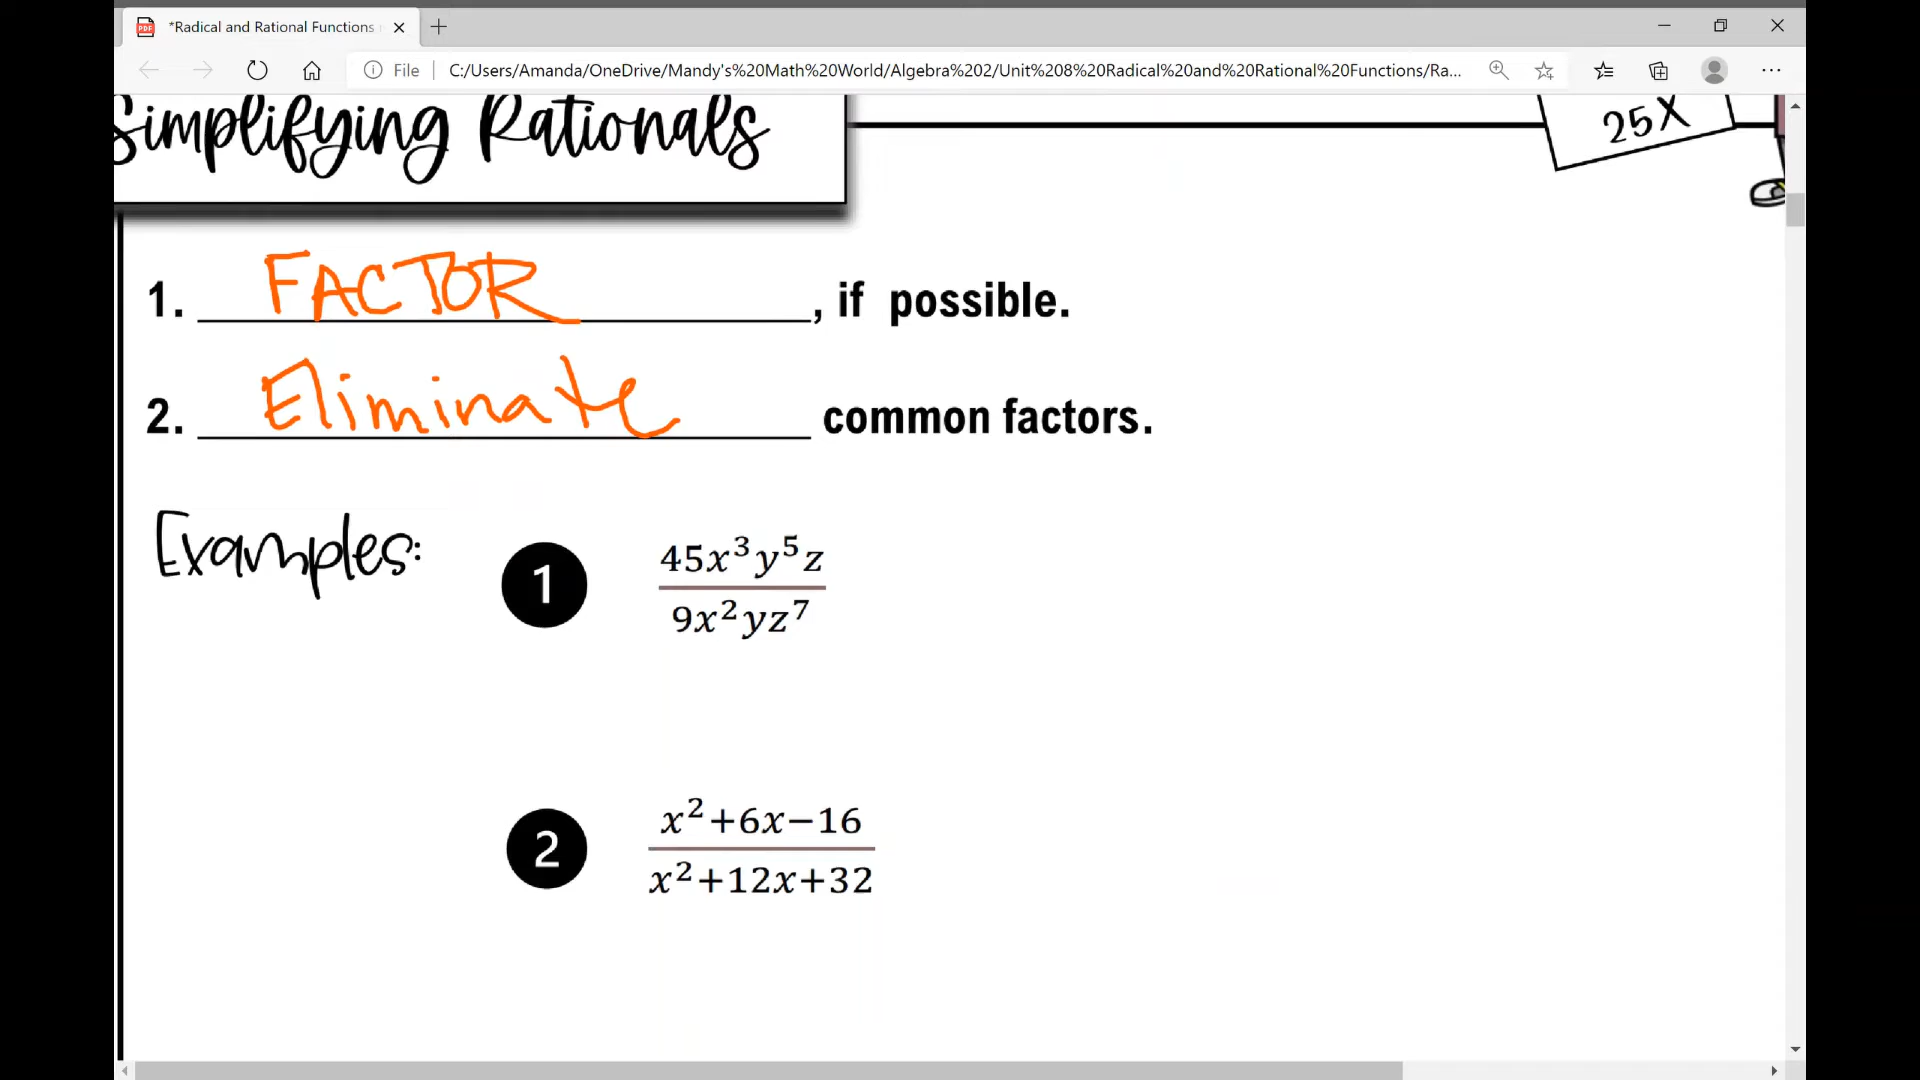 *Radical and Rational Functions
File
C:/Users/Amanda/OneDrive/Mandy's%20Math%20World/Algebra%202/Unit%208%20Radical%20and%20Rational%20Functions/Ra...
Simplifying Rationals
25X
1. FACTOR, if possible.
2. Eliminate common factors.
Examples:
1
45x³y⁵z
9x²yz⁷
2
x²+6x−16
x²+12x+32